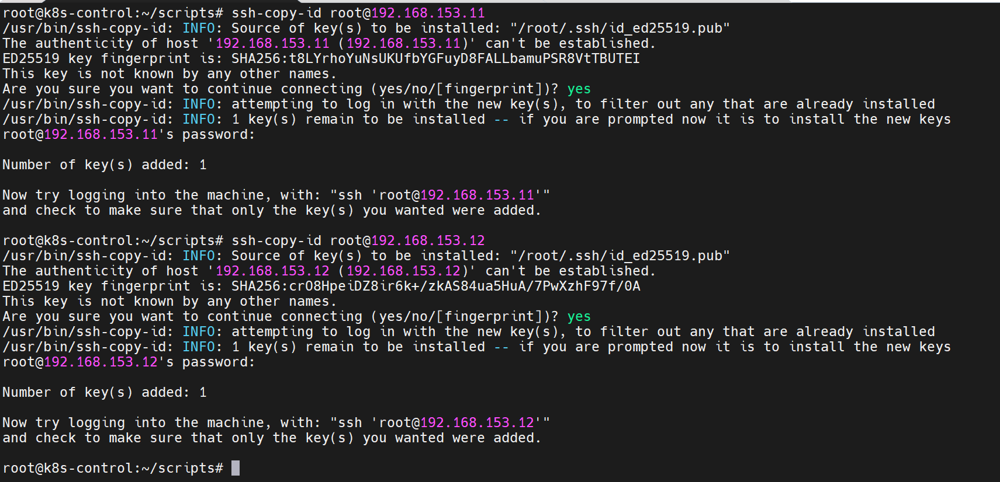 root@k8s-control:~/scripts# ssh-copy-id root@192.168.153.11
/usr/bin/ssh-copy-id: INFO: Source of key(s) to be installed: "/root/.ssh/id_ed25519.pub"
The authenticity of host '192.168.153.11 (192.168.153.11)' can't be established.
ED25519 key fingerprint is: SHA256:t8LYrhoYuNsUKUfbYGFuyD8FALLbamuPSR8VtTBUTEI
This key is not known by any other names.
Are you sure you want to continue connecting (yes/no/[fingerprint])? yes
/usr/bin/ssh-copy-id: INFO: attempting to log in with the new key(s), to filter out any that are already installed
/usr/bin/ssh-copy-id: INFO: 1 key(s) remain to be installed -- if you are prompted now it is to install the new keys
root@192.168.153.11's password:
Number of key(s) added: 1
Now try logging into the machine, with: "ssh 'root@192.168.153.11'"
and check to make sure that only the key(s) you wanted were added.
root@k8s-control:~/scripts# ssh-copy-id root@192.168.153.12
/usr/bin/ssh-copy-id: INFO: Source of key(s) to be installed: "/root/.ssh/id_ed25519.pub"
The authenticity of host '192.168.153.12 (192.168.153.12)' can't be established.
ED25519 key fingerprint is: SHA256:crO8HpeiDZ8ir6k+/zkAS84ua5HuA/7PwXzhF97f/0A
This key is not known by any other names.
Are you sure you want to continue connecting (yes/no/[fingerprint])? yes
/usr/bin/ssh-copy-id: INFO: attempting to log in with the new key(s), to filter out any that are already installed
/usr/bin/ssh-copy-id: INFO: 1 key(s) remain to be installed -- if you are prompted now it is to install the new keys
root@192.168.153.12's password:
Number of key(s) added: 1
Now try logging into the machine, with: "ssh 'root@192.168.153.12'"
and check to make sure that only the key(s) you wanted were added.
root@k8s-control:~/scripts#